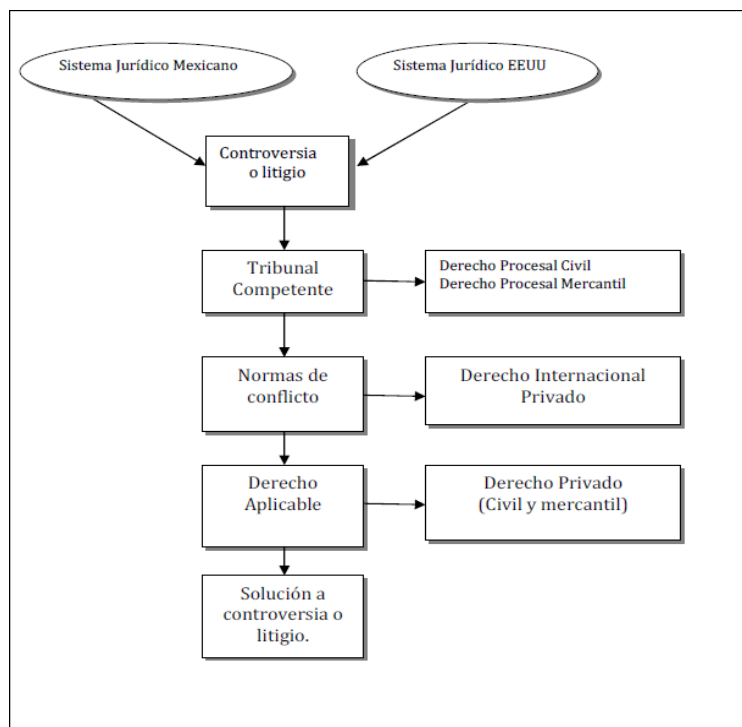 Sistema Jurídico Mexicano
Sistema Jurídico EEUU
Controversia
o litigio
Tribunal
Competente
Derecho Procesal Civil
Derecho Procesal Mercantil
Normas de
conflicto
Derecho Internacional
Privado
Derecho
Aplicable
Derecho Privado
(Civil y mercantil)
Solución a
controversia o
litigio.